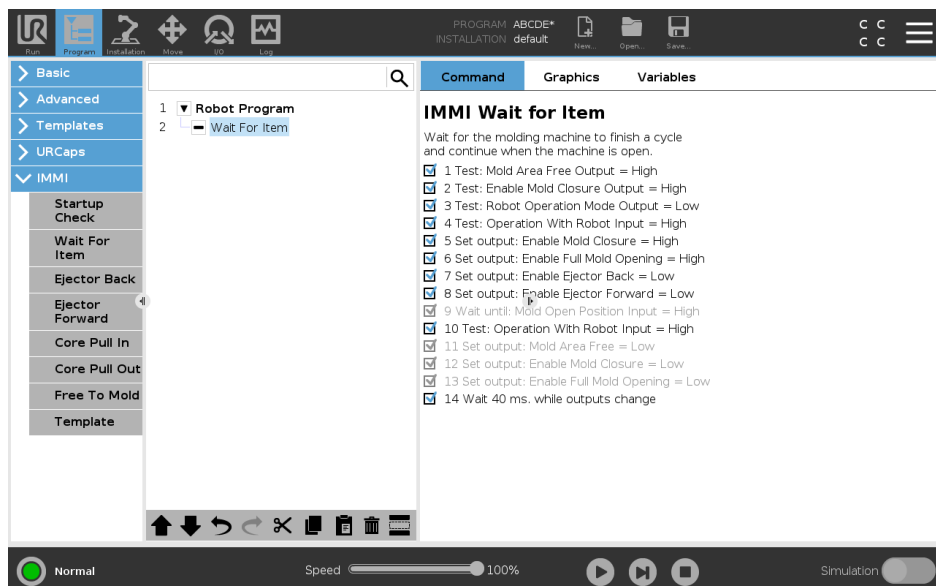 PROGRAM ABCDE*
INSTALLATION default
Run
Program
Installation
Move
I/O
Log
New...
Open...
Save...
C C
C C
Basic
Advanced
Templates
URCaps
IMMI
Startup
Check
Wait For
Item
Ejector Back
Ejector
Forward
Core Pull In
Core Pull Out
Free To Mold
Template
1 Robot Program
2 Wait For Item
Command Graphics Variables
IMMI Wait for Item
Wait for the molding machine to finish a cycle
and continue when the machine is open.
1 Test: Mold Area Free Output = High
2 Test: Enable Mold Closure Output = High
3 Test: Robot Operation Mode Output = Low
4 Test: Operation With Robot Input = High
5 Set output: Enable Mold Closure = High
6 Set output: Enable Full Mold Opening = High
7 Set output: Enable Ejector Back = Low
8 Set output: Enable Ejector Forward = Low
9 Wait until: Mold Open Position Input = High
10 Test: Operation With Robot Input = High
11 Set output: Mold Area Free = Low
12 Set output: Enable Mold Closure = Low
13 Set output: Enable Full Mold Opening = Low
14 Wait 40 ms. while outputs change
Normal
Speed 100%
Simulation